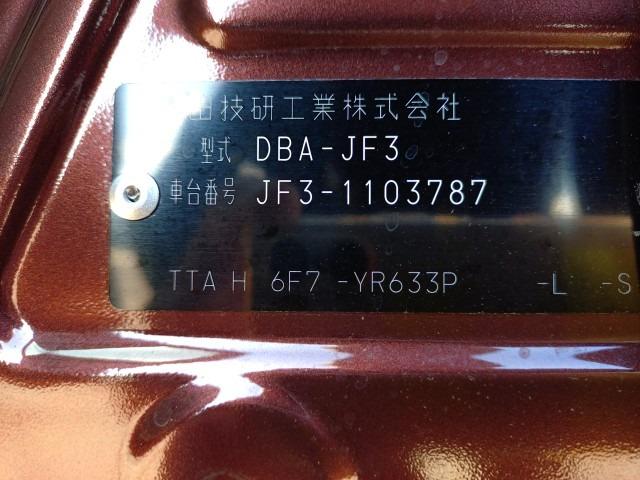 田技研工業株式会社
型式 DBA-JF3
車台番号 JF3-1103787
TTA H 6F7 -YR633P -L -S